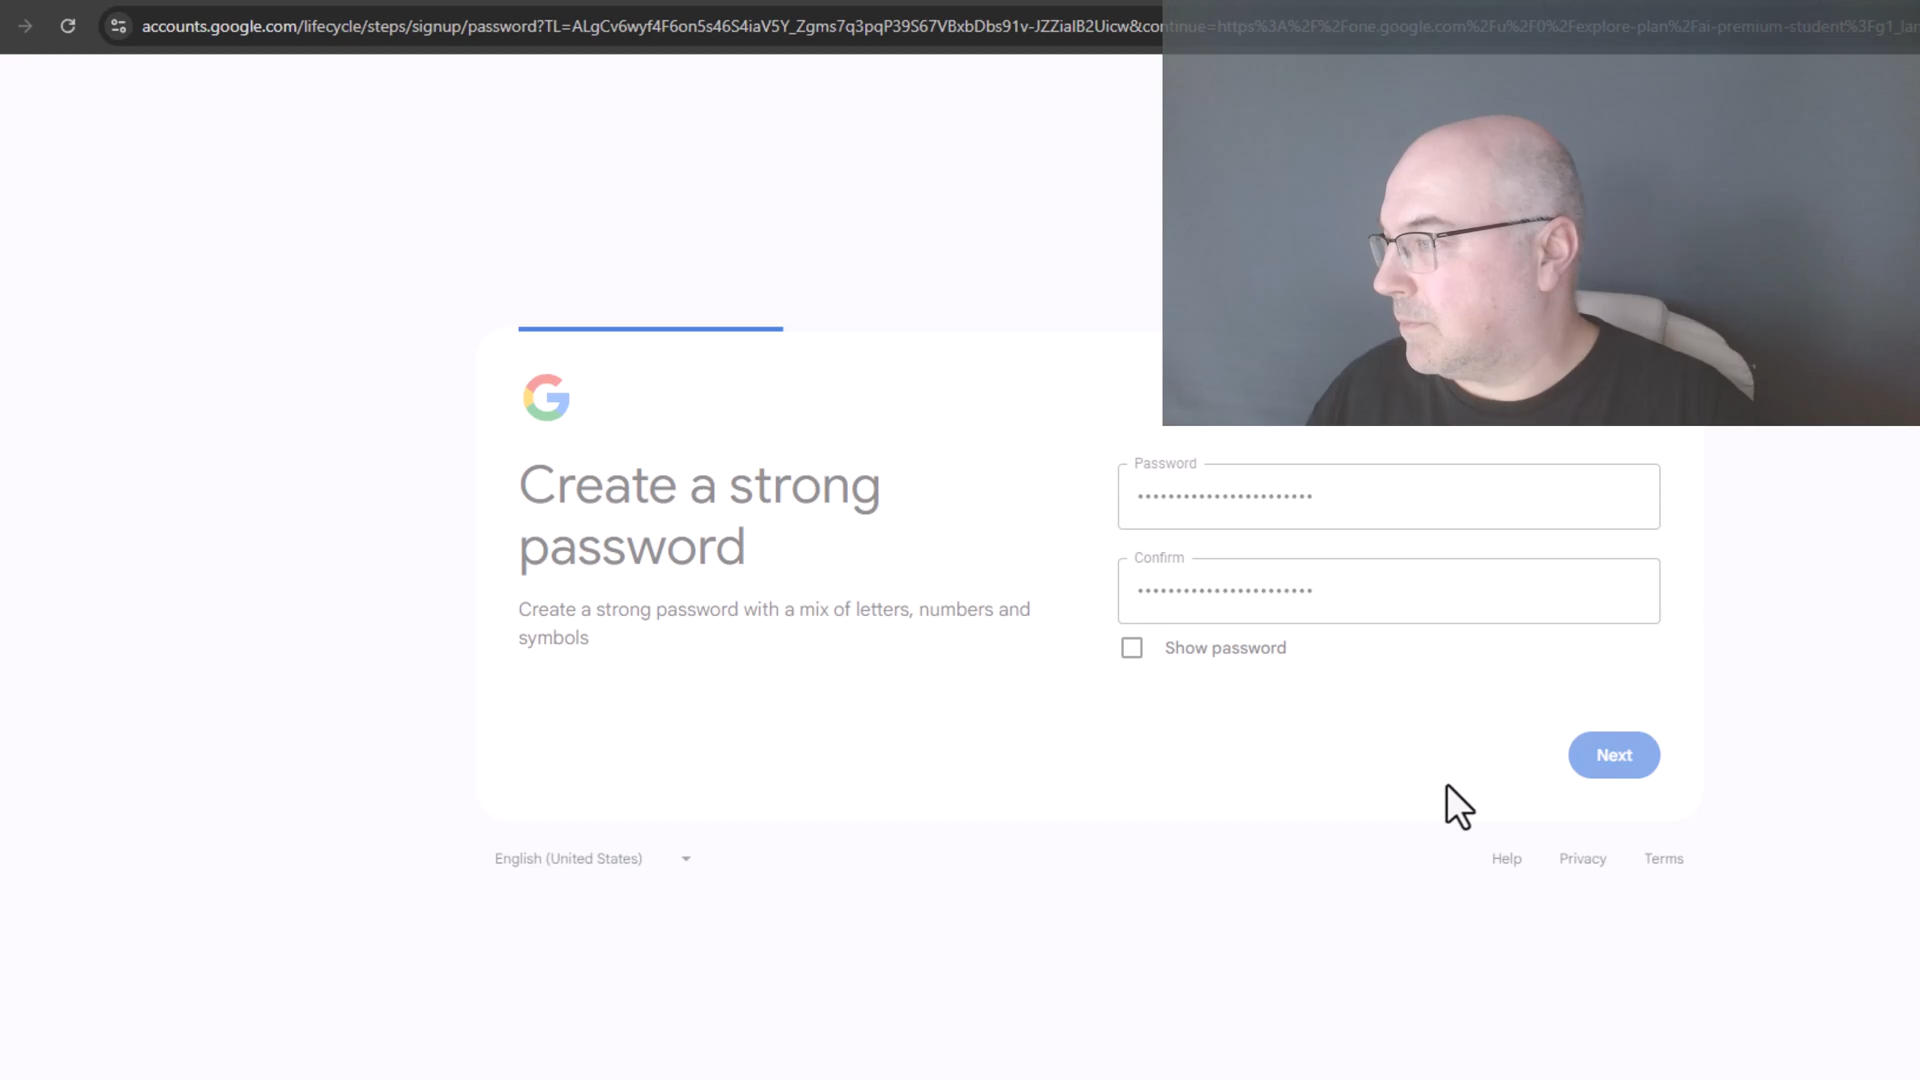 accounts.google.com/lifecycle/steps/signup/password?TL=ALgCv6wyf4F6on5s46S4iaV5Y_Zgms7q3pqP39S67VBxbDbs91v-JZZialB2Uicw&continue=https%3A%2F%2Fone.google.com%2Fu%2F0%2Fexplore-plan%2Fai-premium-student%3Fg1_lan
Create a strong
password
Create a strong password with a mix of letters, numbers and
symbols
Password
Confirm
Show password
Next
English (United States)
Help Privacy Terms